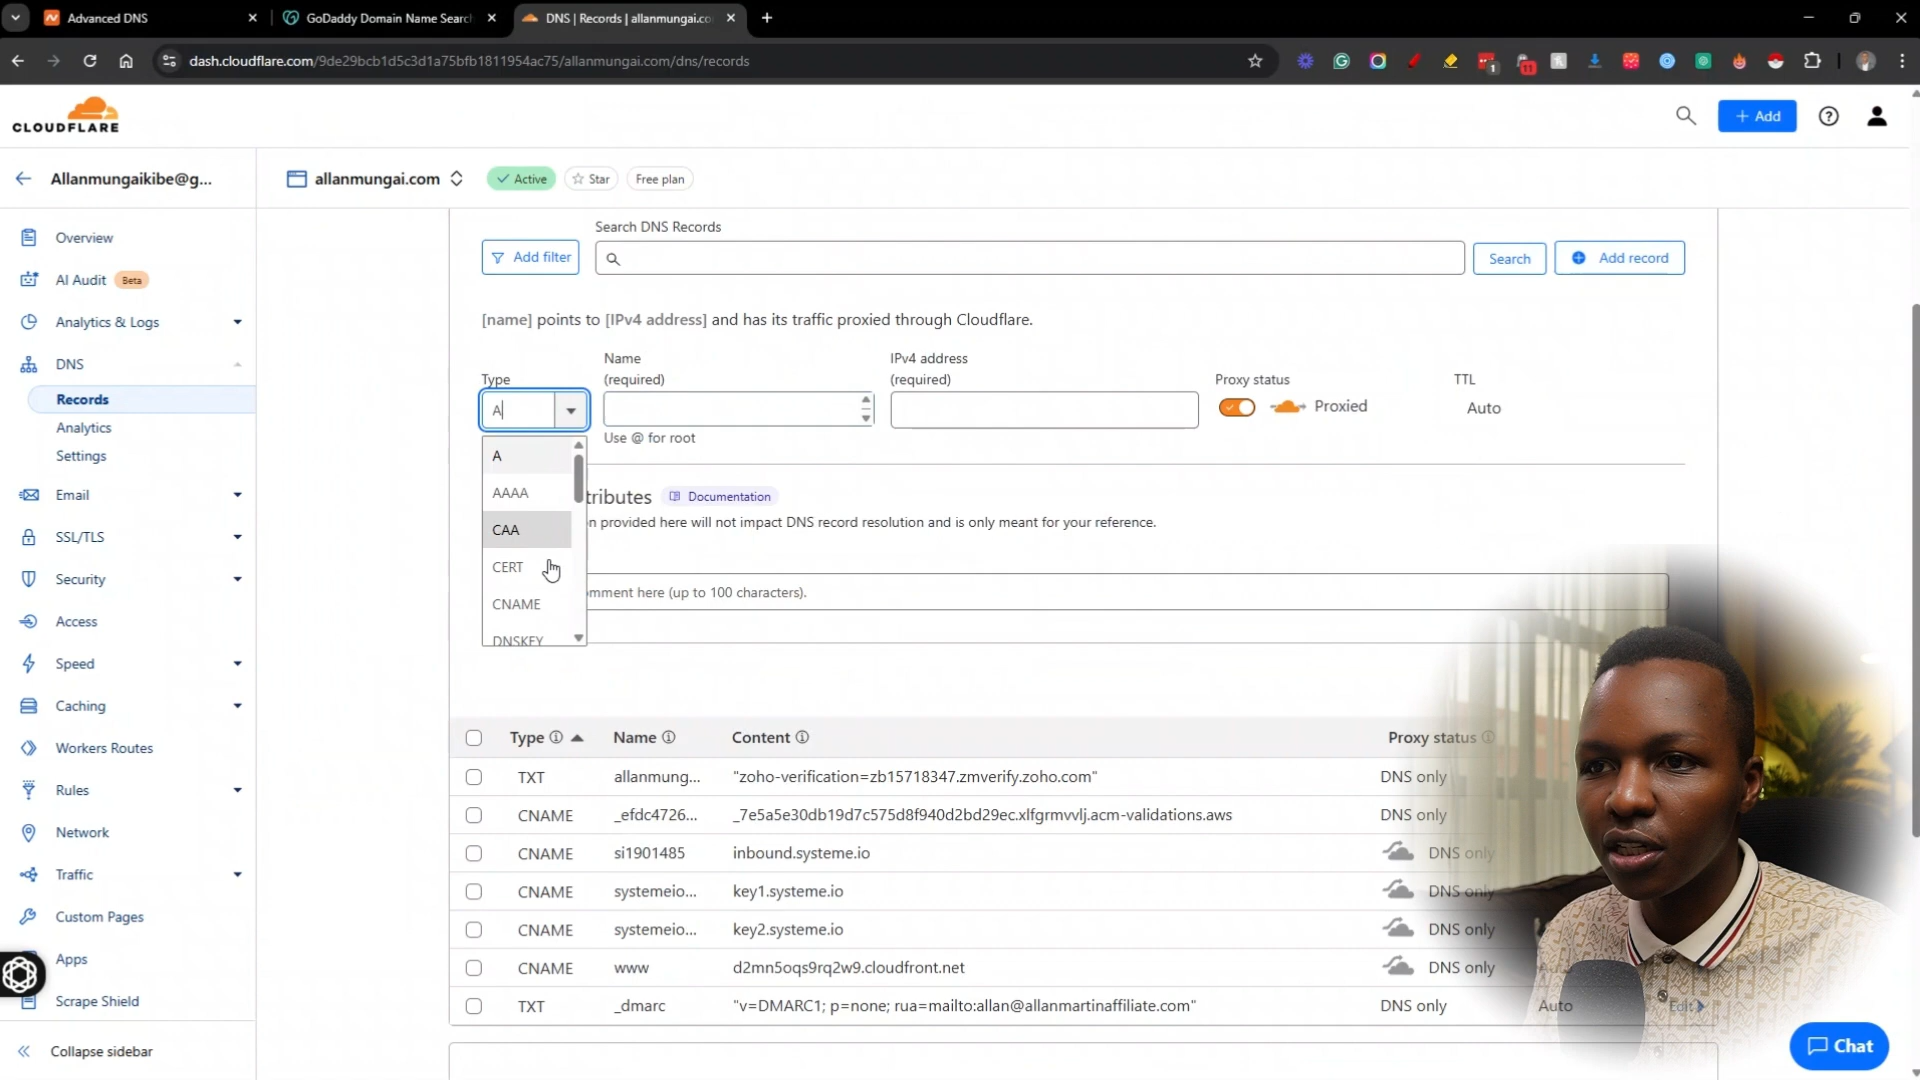 Advanced DNS
GoDaddy Domain Name Searc
DNS | Records | allanmungai.co
dash.cloudflare.com/9de29bcb1d5c3d1a75bfb1811954ac75/allanmungai.com/dns/records
1
11
CLOUDFLARE
+ Add
Allanmungaikibe@g...
allanmungai.com
Active
Star
Free plan
Overview
AI Audit Beta
Analytics & Logs
DNS
Records
Analytics
Settings
Email
SSL/TLS
Security
Access
Speed
Caching
Workers Routes
Rules
Network
Traffic
Custom Pages
Apps
Scrape Shield
Collapse sidebar
Search DNS Records
Add filter
Search
Add record
[name] points to [IPv4 address] and has its traffic proxied through Cloudflare.
Type
Name
(required)
IPv4 address
(required)
Proxy status
TTL
A
Proxied
Auto
Use @ for root
A
AAAA
CAA
CERT
CNAME
DNSKEY
tributes
Documentation
n provided here will not impact DNS record resolution and is only meant for your reference.
mment here (up to 100 characters).
Type Name Content Proxy status
TXT allanmung... "zoho-verification=zb15718347.zmverify.zoho.com" DNS only
CNAME _efdc4726... _7e5a5e30db19d7c575d8f940d2bd29ec.xlfgrmvvlj.acm-validations.aws DNS only
CNAME si1901485 inbound.systeme.io DNS only
CNAME systemeio... key1.systeme.io DNS only
CNAME systemeio... key2.systeme.io DNS only
CNAME www d2mn5oqs9rq2w9.cloudfront.net DNS only
TXT _dmarc "v=DMARC1; p=none; rua=mailto:allan@allanmartinaffiliate.com" DNS only Auto Edit
Chat